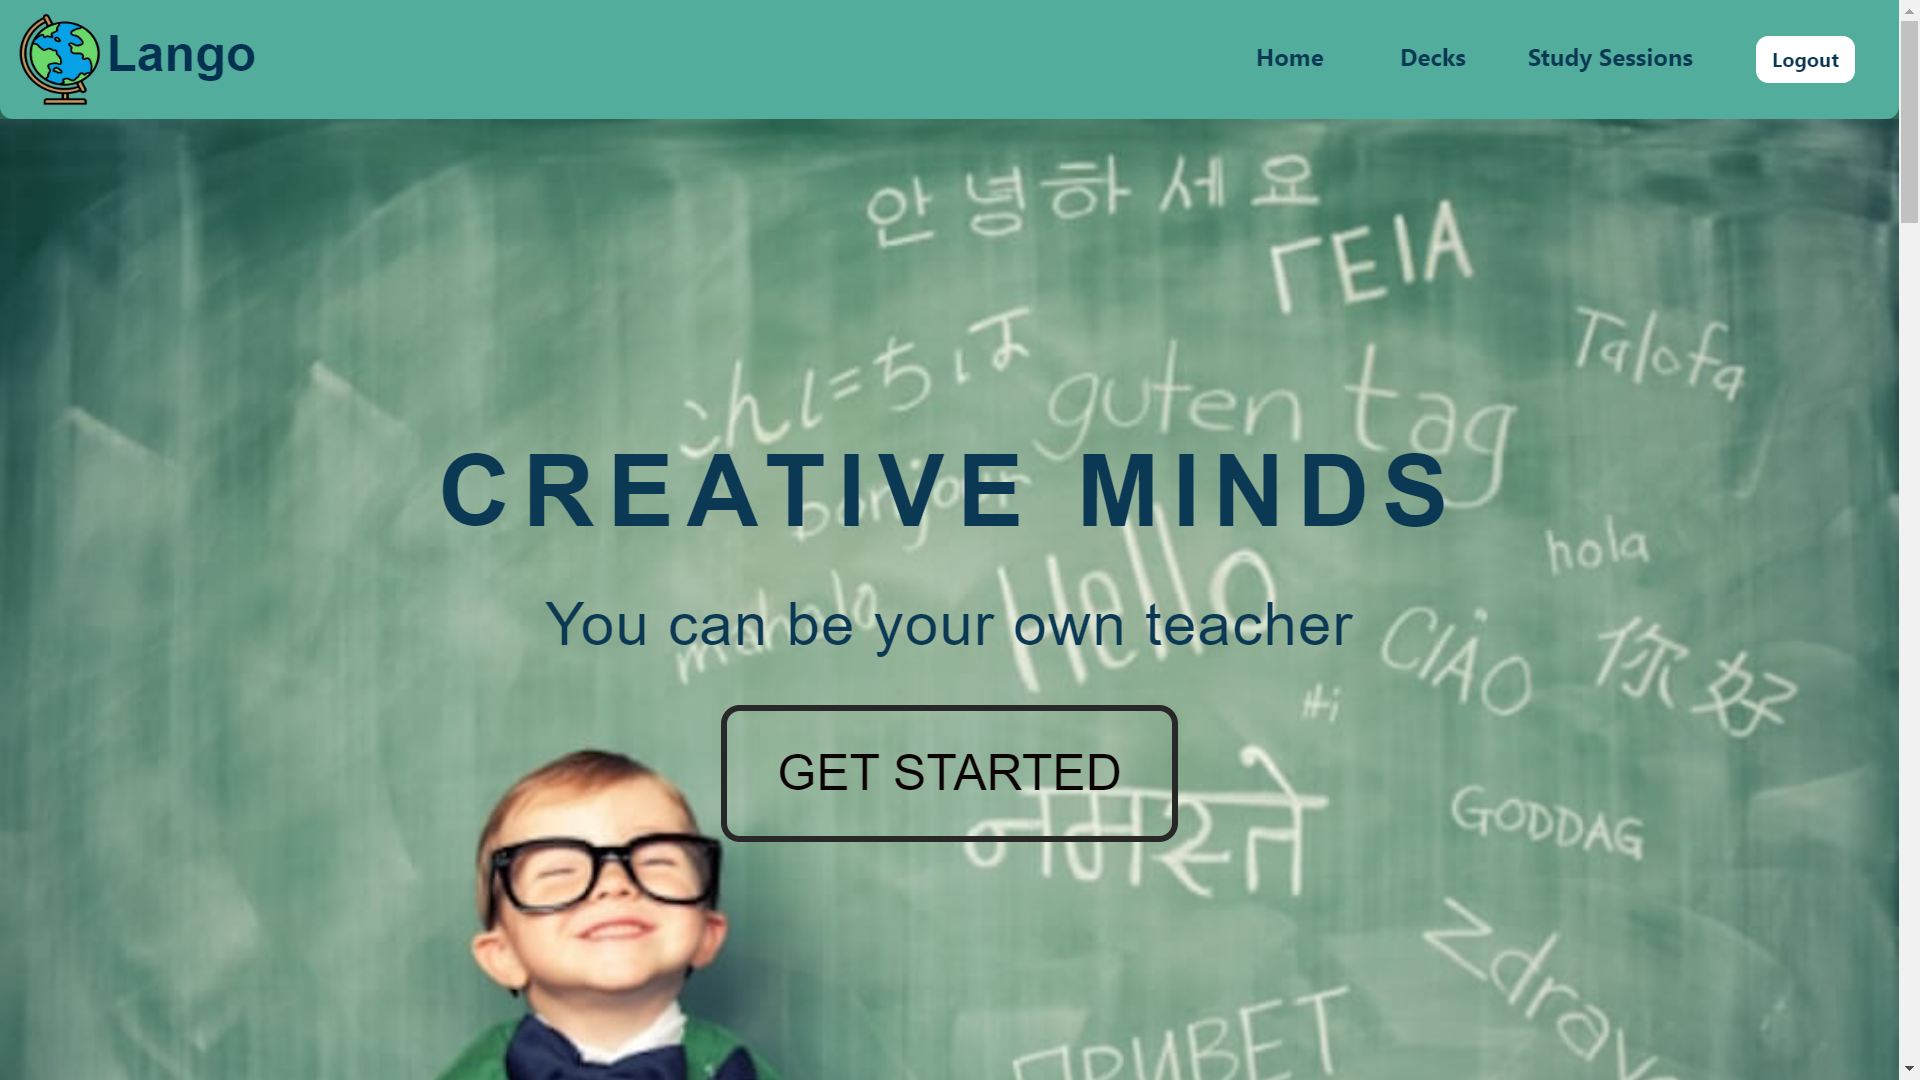 Lango
Home
Decks
Study Sessions
Logout
안녕하세요
ΓΕΙΑ
Talofa
こんにちは
guten tag
CREATIVE MINDS
bonjour
hola
Hello
mahalo
You can be your own teacher
CIAO
你好
Hi
GET STARTED
नमस्ते
GODDAG
Zdrav
ПРИВЕТ